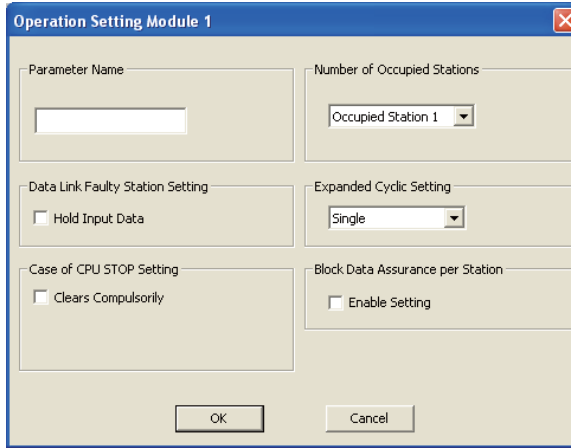 Operation Setting Module 1
Parameter Name
Number of Occupied Stations
Occupied Station 1
Data Link Faulty Station Setting
Hold Input Data
Expanded Cyclic Setting
Single
Case of CPU STOP Setting
Clears Compulsorily
Block Data Assurance per Station
Enable Setting
OK
Cancel